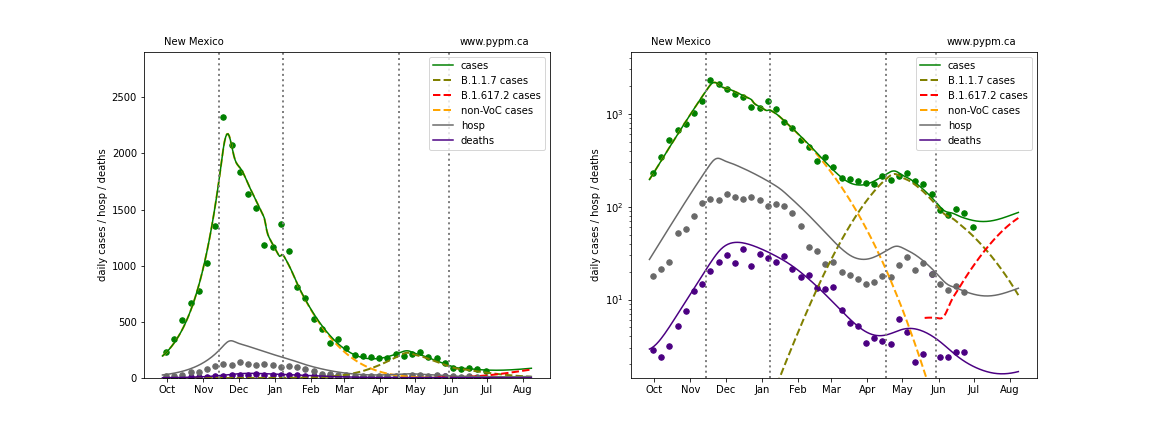 New Mexico www.pypm.ca
cases
B.1.1.7 cases
B.1.617.2 cases
non-VoC cases
hosp
deaths
daily cases / hosp / deaths
2500
2000
1500
1000
500
0
Oct Nov Dec Jan Feb Mar Apr May Jun Jul Aug
New Mexico www.pypm.ca
cases
B.1.1.7 cases
B.1.617.2 cases
non-VoC cases
hosp
deaths
daily cases / hosp / deaths
10³
10²
10¹
Oct Nov Dec Jan Feb Mar Apr May Jun Jul Aug